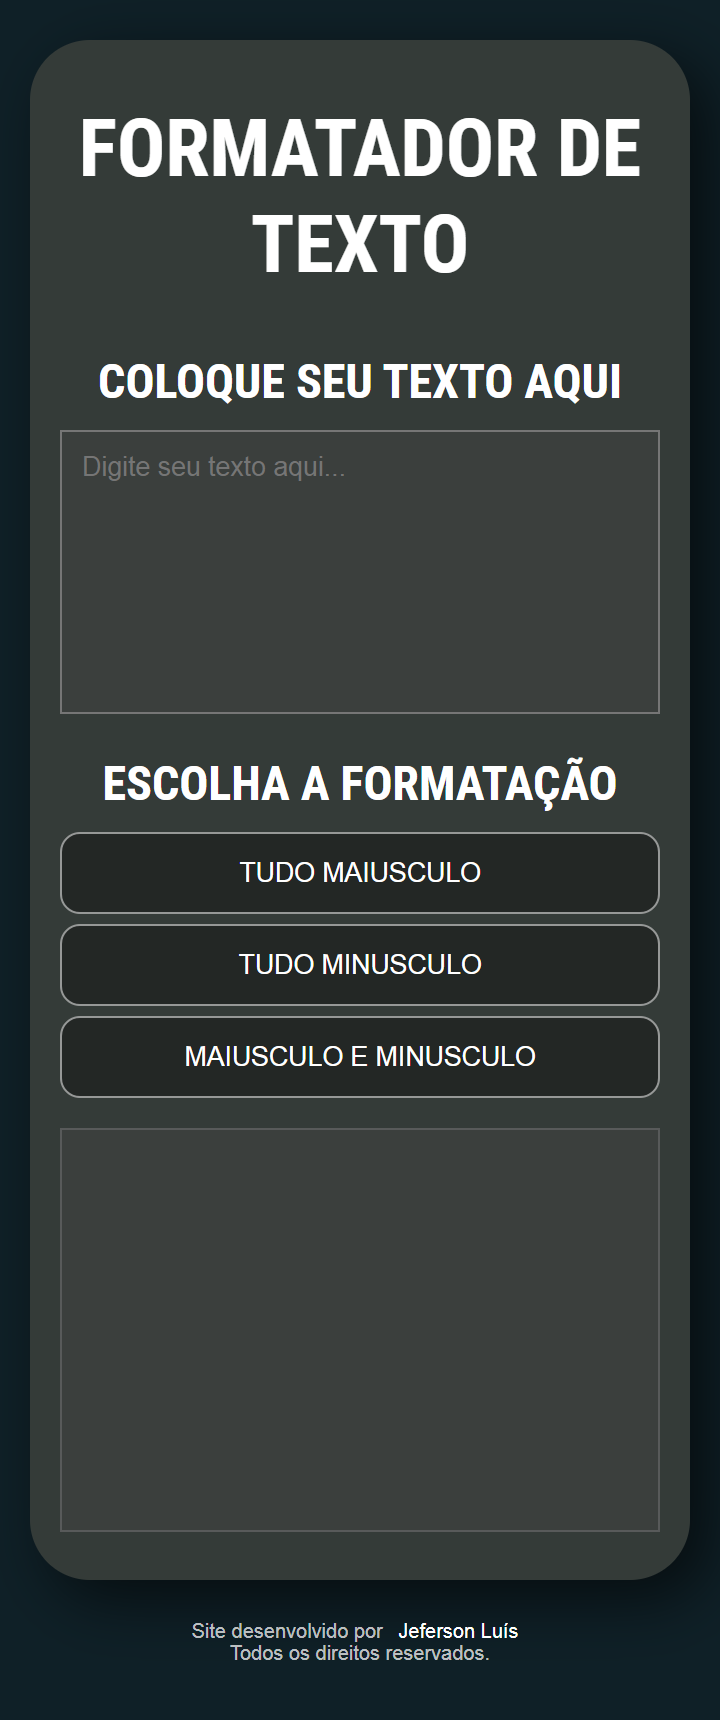 FORMATADOR DE
TEXTO
COLOQUE SEU TEXTO AQUI
Digite seu texto aqui...
ESCOLHA A FORMATAÇÃO
TUDO MAIUSCULO
TUDO MINUSCULO
MAIUSCULO E MINUSCULO
Site desenvolvido por Jeferson Luís
Todos os direitos reservados.